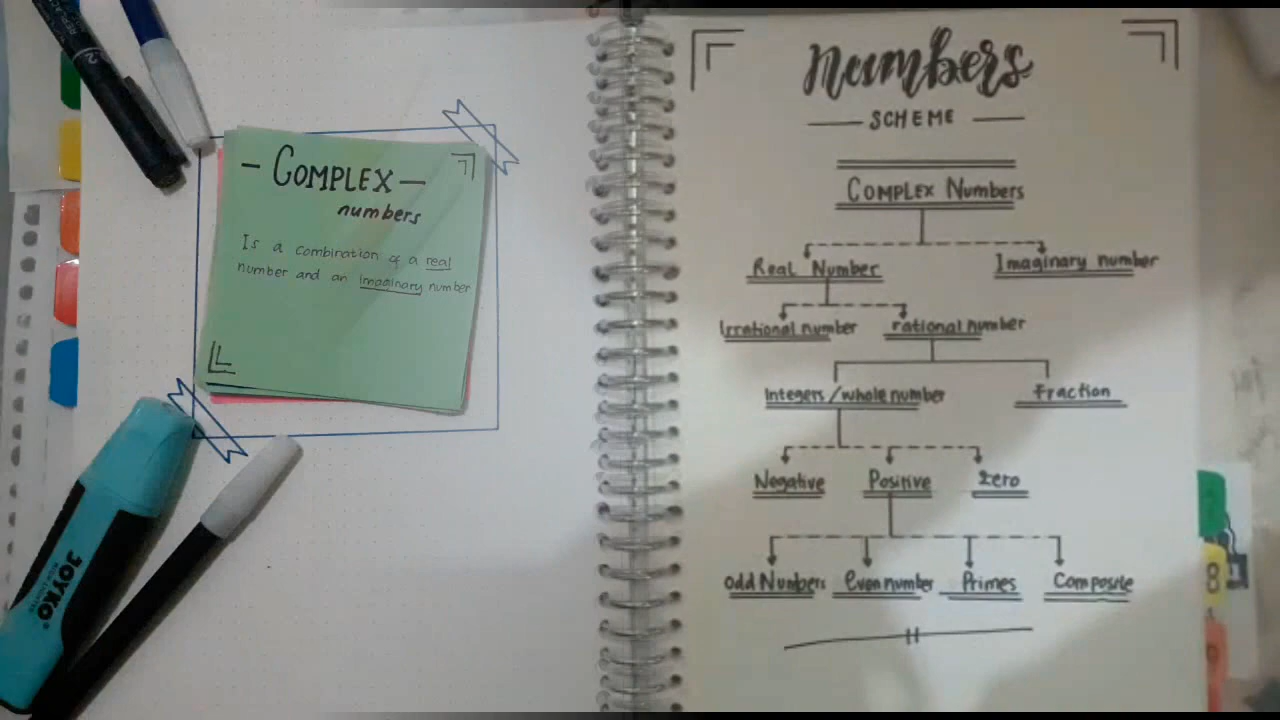 - COMPLEX -
numbers
Is a combination of a real
number and an imaginary number
JOYKO
numbers
SCHEME
COMPLEX Numbers
Real Number
Imaginary number
Irrational number
rational number
Integers/whole number
fraction
Negative
Positive
Zero
Odd Numbers
Even number
Primes
Composite
8